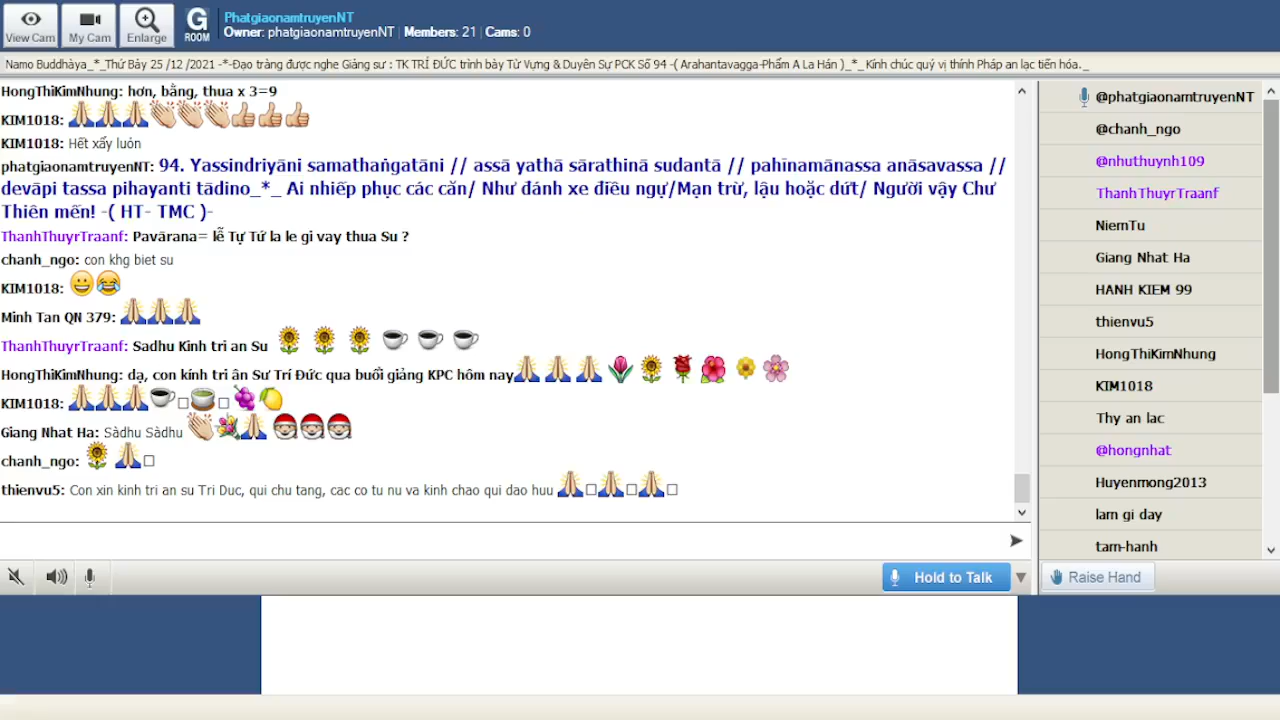 View Cam
My Cam
Enlarge
G
ROOM
PhatgiaonamtruyenNT
Owner: phatgiaonamtruyenNT | Members: 21 | Cams: 0
Namo Buddhàya_*_Thứ Bảy 25 /12 /2021 -*-Đạo tràng được nghe Giảng sư : TK TRÍ ĐỨC trình bày Từ Vựng & Duyên Sự PCK Số 94 -( Arahantavagga-Phẩm A La Hán )_*_ Kính chúc quý vị thính Pháp an lạc tiến hóa._
HongThiKimNhung: hơn, bằng, thua x 3=9
KIM1018: 🙏🙏🙏👏👏👏👍👍👍
KIM1018: Hết xẩy luón
phatgiaonamtruyenNT: 94. Yassindriyāni samathaṅgatāni // assā yathā sārathinā sudantā // pahīnamānassa anāsavassa //
devāpi tassa pihayanti tādino_*_ Ai nhiếp phục các căn/ Như đánh xe điều ngự/Mạn trừ, lậu hoặc dứt/ Người vậy Chư
Thiên mến! -( HT- TMC )-
ThanhThuyrTraanf: Pavārana= lễ Tự Tứ la le gi vay thua Su ?
chanh_ngo: con khg biet su
KIM1018: 😀😂
Minh Tan QN 379: 🙏🙏🙏
ThanhThuyrTraanf: Sadhu Kinh tri an Su 🌻 🌻 🌻 ☕ ☕ ☕
HongThiKimNhung: dạ, con kính tri ân Sư Trí Đức qua buổi giảng KPC hôm nay🙏 🙏 🙏 🌷 🌻 🌹 🌺 🌼 🌸
KIM1018: 🙏🙏🙏☕□🍵□🍇🍋
Giang Nhat Ha: Sàdhu Sàdhu 👏💐🙏 🎅🎅🎅
chanh_ngo: 🌻 🙏□
thienvu5: Con xin kinh tri an su Tri Duc, qui chu tang, cac co tu nu va kinh chao qui dao huu 🙏□🙏□🙏□
Hold to Talk
@phatgiaonamtruyenNT
@chanh_ngo
@nhuthuynh109
ThanhThuyrTraanf
NiemTu
Giang Nhat Ha
HANH KIEM 99
thienvu5
HongThiKimNhung
KIM1018
Thy an lac
@hongnhat
Huyenmong2013
lam gi day
tam-hanh
Raise Hand